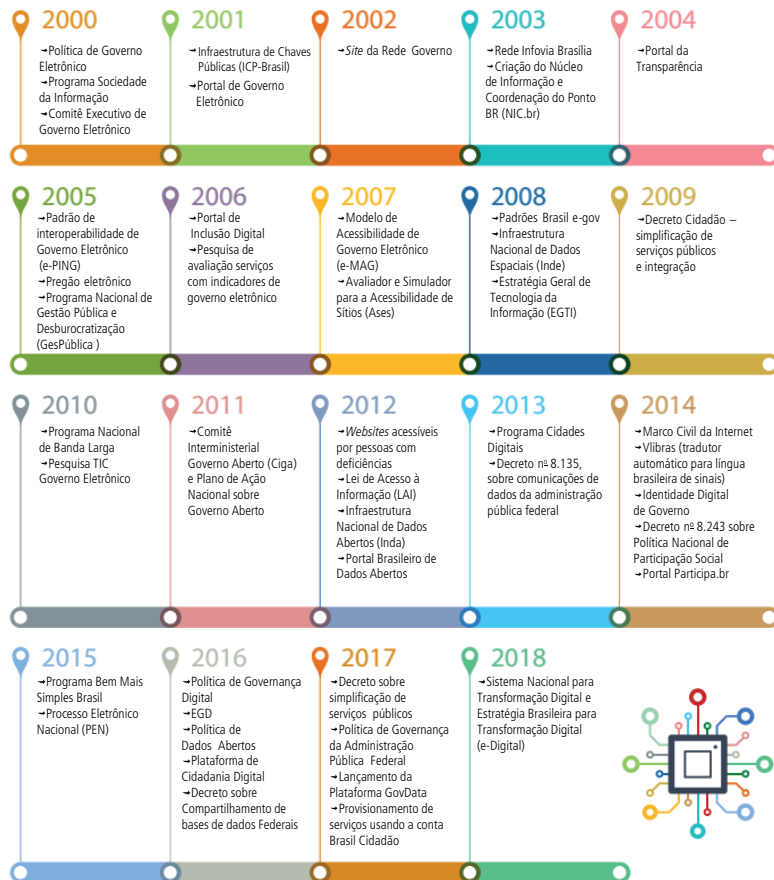 2000
→Política de Governo
Eletrônico
→Programa Sociedade
da Informação
→Comitê Executivo de
Governo Eletrônico
2001
→Infraestrutura de Chaves
Públicas (ICP-Brasil)
→Portal de Governo
Eletrônico
2002
→Site da Rede Governo
2003
→Rede Infovia Brasília
→Criação do Núcleo
de Informação e
Coordenação do Ponto
BR (NIC.br)
2004
→Portal da
Transparência
2005
→Padrão de
interoperabilidade de
Governo Eletrônico
(e-PING)
→Pregão eletrônico
→Programa Nacional de
Gestão Pública e
Desburocratização
(GesPública )
2006
→Portal de
Inclusão Digital
→Pesquisa de
avaliação serviços
com indicadores de
governo eletrônico
2007
→Modelo de
Acessibilidade de
Governo Eletrônico
(e-MAG)
→Avaliador e Simulador
para a Acessibilidade de
Sítios (Ases)
2008
→Padrões Brasil e-gov
→Infraestrutura
Nacional de Dados
Espaciais (Inde)
→Estratégia Geral de
Tecnologia da
Informação (EGTI)
2009
→Decreto Cidadão –
simplificação de
serviços públicos
e integração
2010
→Programa Nacional
de Banda Larga
→Pesquisa TIC
Governo Eletrônico
2011
→Comitê
Interministerial
Governo Aberto (Ciga)
e Plano de Ação
Nacional sobre
Governo Aberto
2012
→Websites acessíveis
por pessoas com
deficiências
→Lei de Acesso à
Informação (LAI)
→Infraestrutura
Nacional de Dados
Abertos (Inda)
→Portal Brasileiro de
Dados Abertos
2013
→Programa Cidades
Digitais
→Decreto nº 8.135,
sobre comunicações de
dados da administração
pública federal
2014
→Marco Civil da Internet
→Vlibras (tradutor
automático para língua
brasileira de sinais)
→Identidade Digital
de Governo
→Decreto nº 8.243 sobre
Política Nacional de
Participação Social
→Portal Participa.br
2015
→Programa Bem Mais
Simples Brasil
→Processo Eletrônico
Nacional (PEN)
2016
→Política de Governança
Digital
→EGD
→Política de
Dados Abertos
→Plataforma de
Cidadania Digital
→Decreto sobre
Compartilhamento de
bases de dados Federais
2017
→Decreto sobre
simplificação de
serviços públicos
→Política de Governança
da Administração
Pública Federal
→Lançamento da
Plataforma GovData
→Provisionamento de
serviços usando a conta
Brasil Cidadão
2018
→Sistema Nacional para
Transformação Digital e
Estratégia Brasileira para
Transformação Digital
(e-Digital)